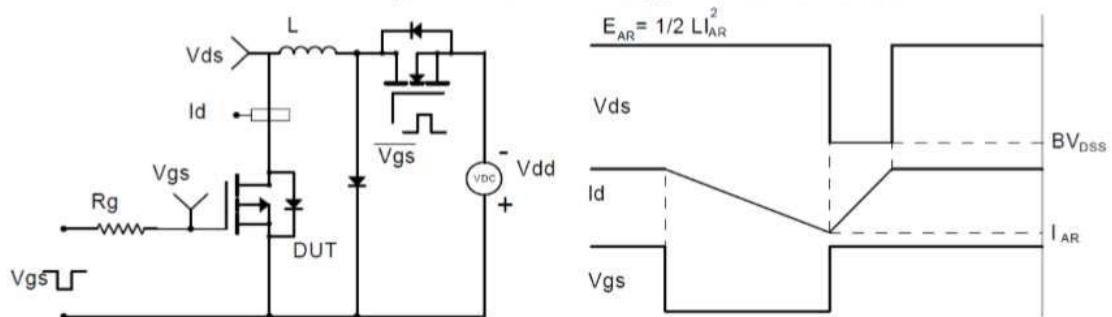 L
Vds
Id
Vgs
Rg
DUT
Vgs
Vgs
-
Vdd
VDC
+
E_AR = 1/2 LI_AR^2
Vds
BV_DSS
Id
I_AR
Vgs